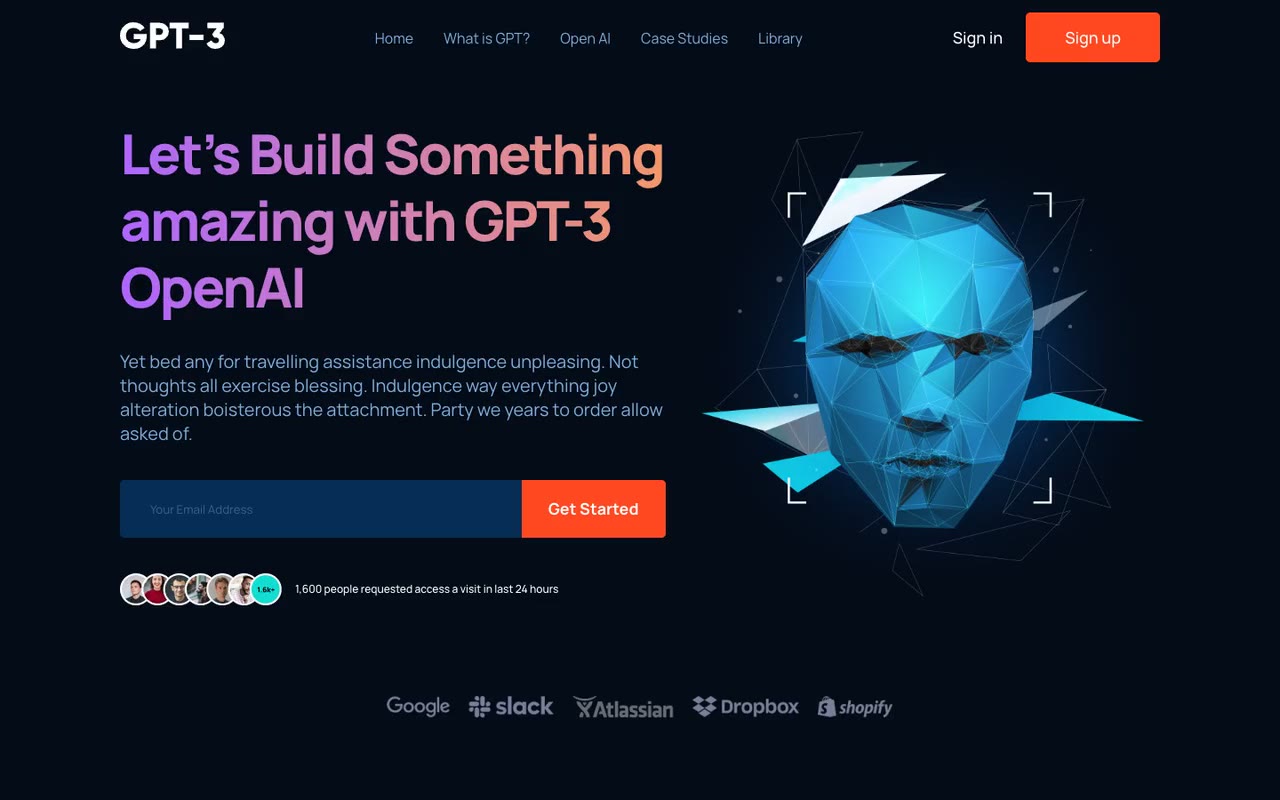 GPT-3
Home
What is GPT?
Open AI
Case Studies
Library
Sign in
Sign up
Let’s Build Something
amazing with GPT-3
OpenAI
Yet bed any for travelling assistance indulgence unpleasing. Not
thoughts all exercise blessing. Indulgence way everything joy
alteration boisterous the attachment. Party we years to order allow
asked of.
Your Email Address
Get Started
1.6k+
1,600 people requested access a visit in last 24 hours
Google
slack
Atlassian
Dropbox
shopify